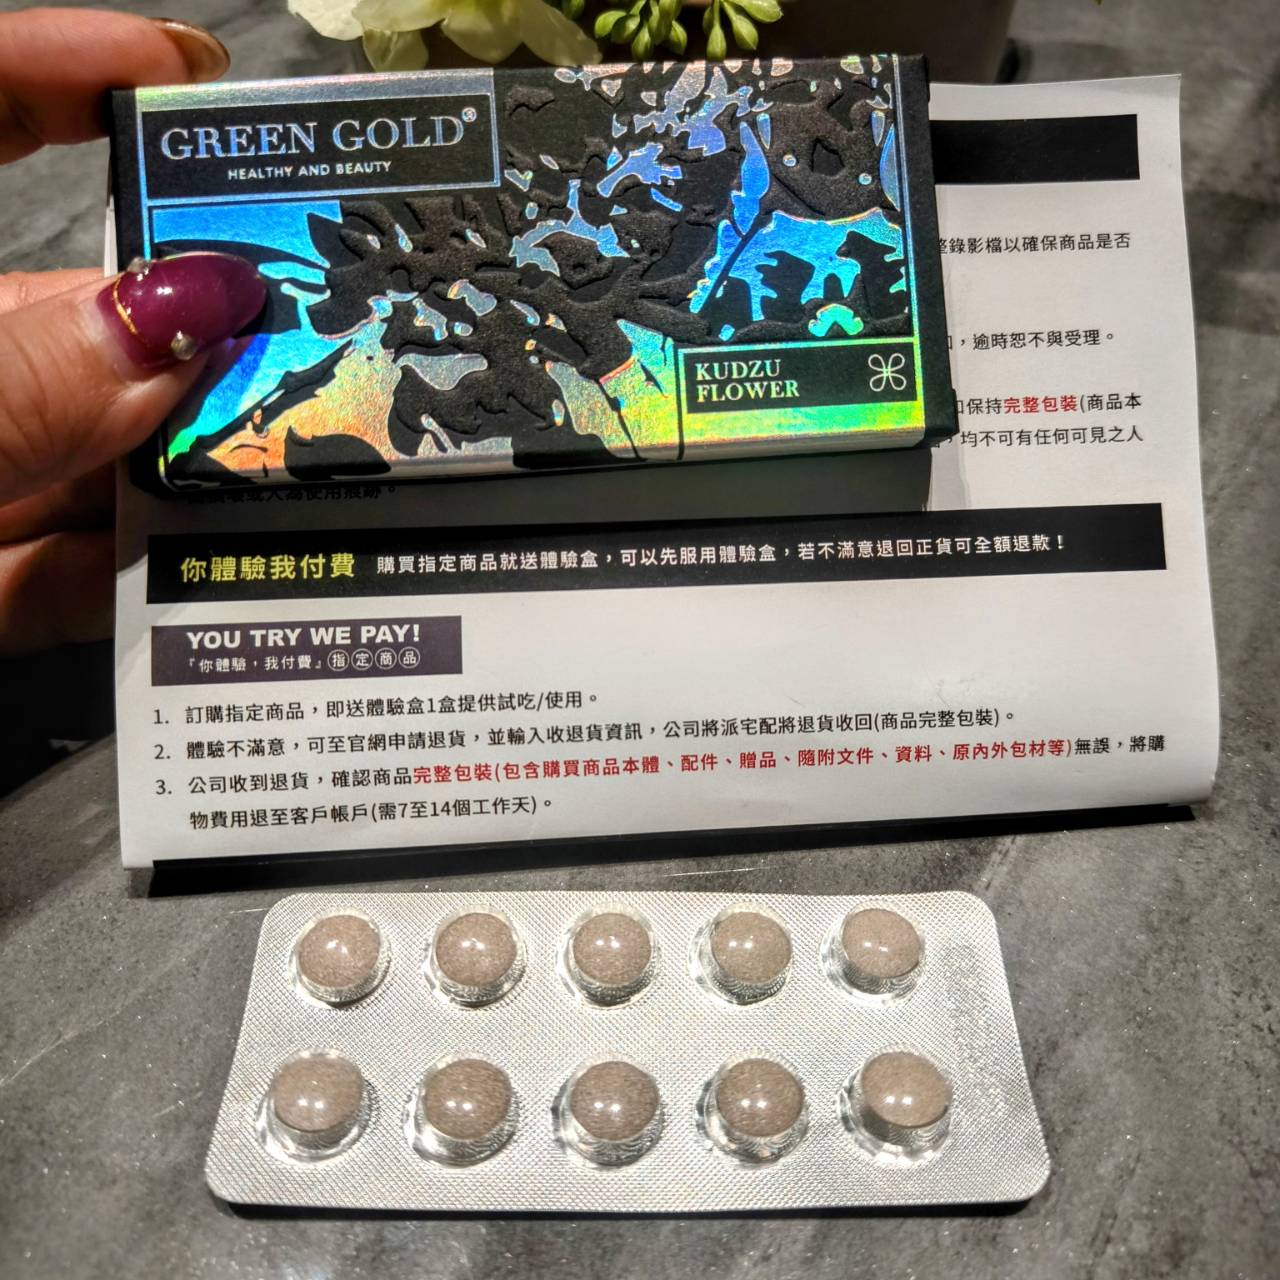 GREEN GOLD®
HEALTHY AND BEAUTY
KUDZU
FLOWER
整錄影檔以確保商品是否
，逾時恕不與受理。
保持完整包裝(商品本
，均不可有任何可見之人
或人為使用痕跡。
你體驗我付費 購買指定商品就送體驗盒，可以先服用體驗盒，若不滿意退回正貨可全額退款！
YOU TRY WE PAY!
『你體驗，我付費』指定商品
1. 訂購指定商品，即送體驗盒1盒提供試吃/使用。
2. 體驗不滿意，可至官網申請退貨，並輸入收退貨資訊，公司將派宅配將退貨收回(商品完整包裝)。
3. 公司收到退貨，確認商品完整包裝(包含購買商品本體、配件、贈品、隨附文件、資料、原內外包材等)無誤，將購
物費用退至客戶帳戶(需7至14個工作天)。